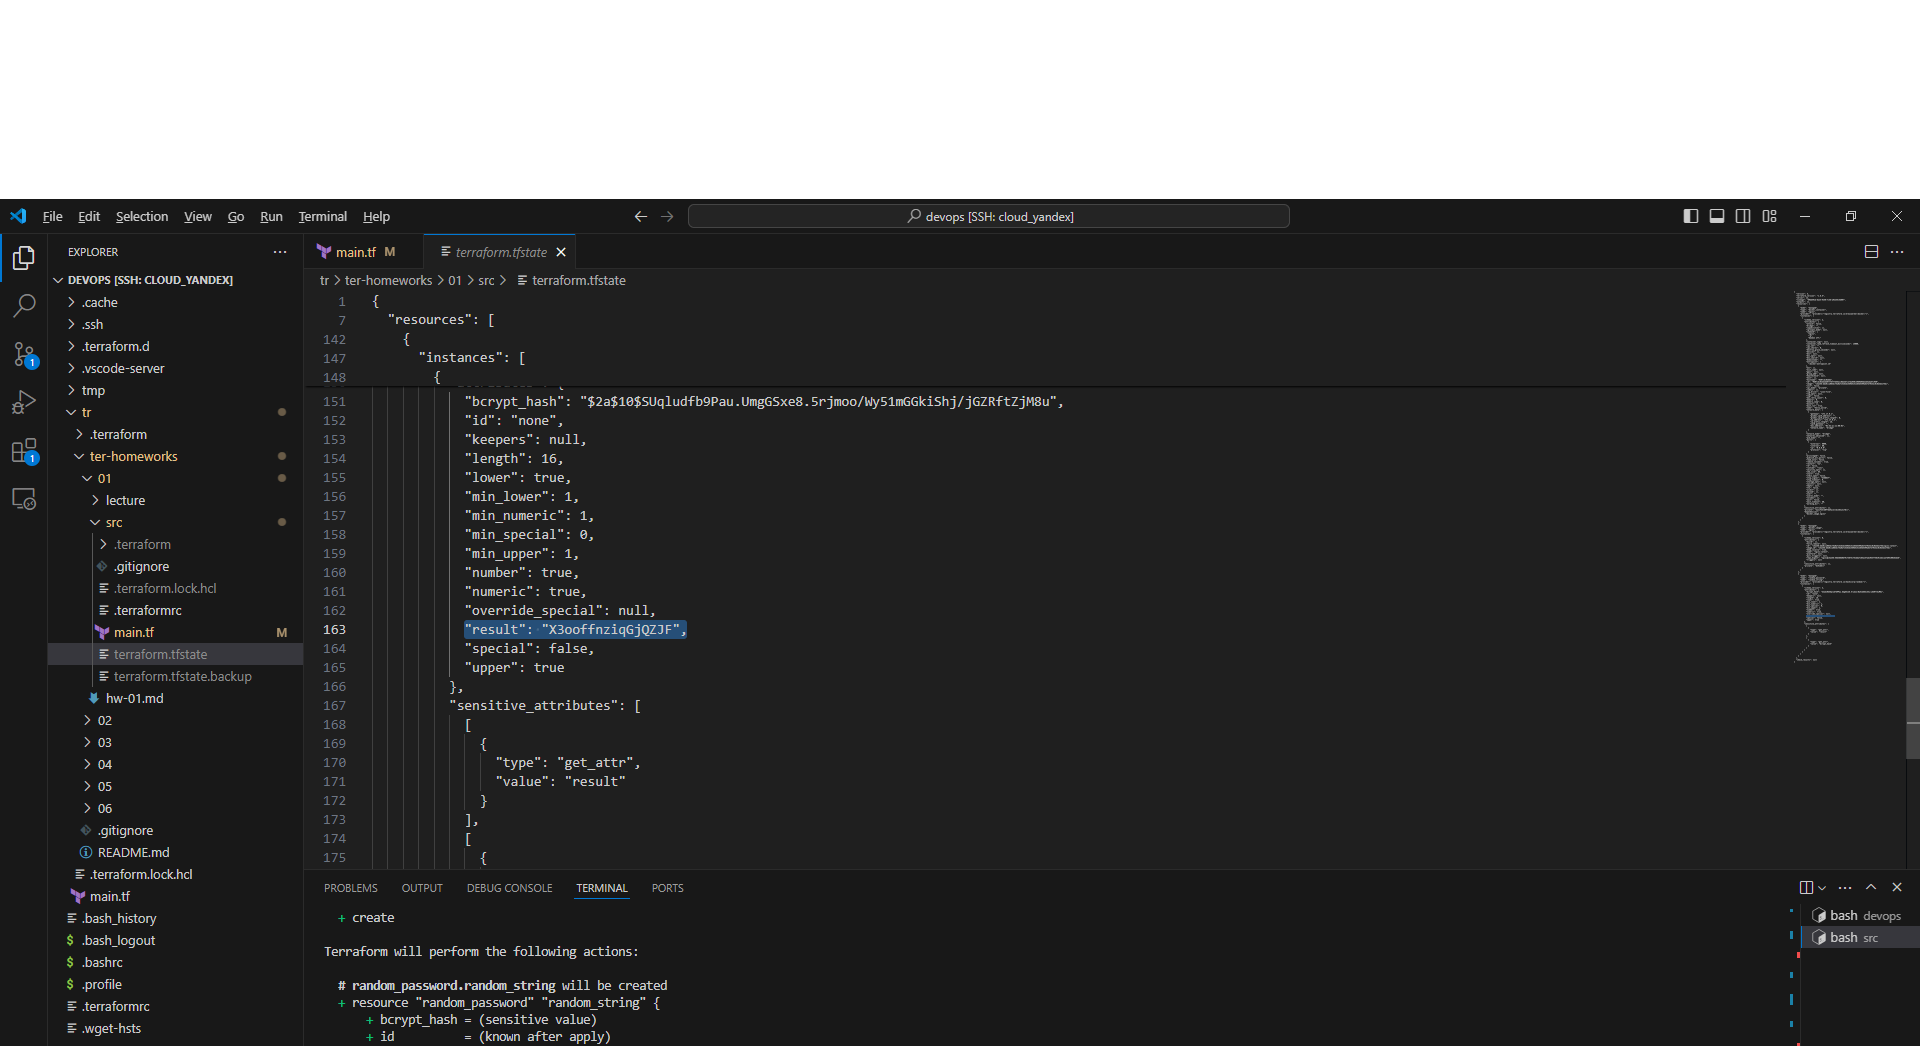 File Edit Selection View Go Run Terminal Help
devops [SSH: cloud_yandex]
EXPLORER
DEVOPS [SSH: CLOUD_YANDEX]
.cache
.ssh
.terraform.d
.vscode-server
tmp
tr
.terraform
ter-homeworks
01
lecture
src
.terraform
.gitignore
.terraform.lock.hcl
.terraformrc
main.tf M
terraform.tfstate
terraform.tfstate.backup
hw-01.md
02
03
04
05
06
.gitignore
README.md
.terraform.lock.hcl
main.tf
.bash_history
$ .bash_logout
$ .bashrc
$ .profile
.terraformrc
.wget-hsts
1
1
main.tf M
terraform.tfstate
tr > ter-homeworks > 01 > src > terraform.tfstate
1 {
7 "resources": [
142 {
147 "instances": [
148 {
151 "bcrypt_hash": "$2a$10$SUqludfb9Pau.UmgGSxe8.5rjmoo/Wy51mGGkiShj/jGZRftZjM8u",
152 "id": "none",
153 "keepers": null,
154 "length": 16,
155 "lower": true,
156 "min_lower": 1,
157 "min_numeric": 1,
158 "min_special": 0,
159 "min_upper": 1,
160 "number": true,
161 "numeric": true,
162 "override_special": null,
163 "result": "X3ooffnziqGjQZJF",
164 "special": false,
165 "upper": true
166 },
167 "sensitive_attributes": [
168 [
169 {
170 "type": "get_attr",
171 "value": "result"
172 }
173 ],
174 [
175 {
PROBLEMS OUTPUT DEBUG CONSOLE TERMINAL PORTS
+ create
Terraform will perform the following actions:
# random_password.random_string will be created
+ resource "random_password" "random_string" {
+ bcrypt_hash = (sensitive value)
+ id = (known after apply)
bash devops
bash src